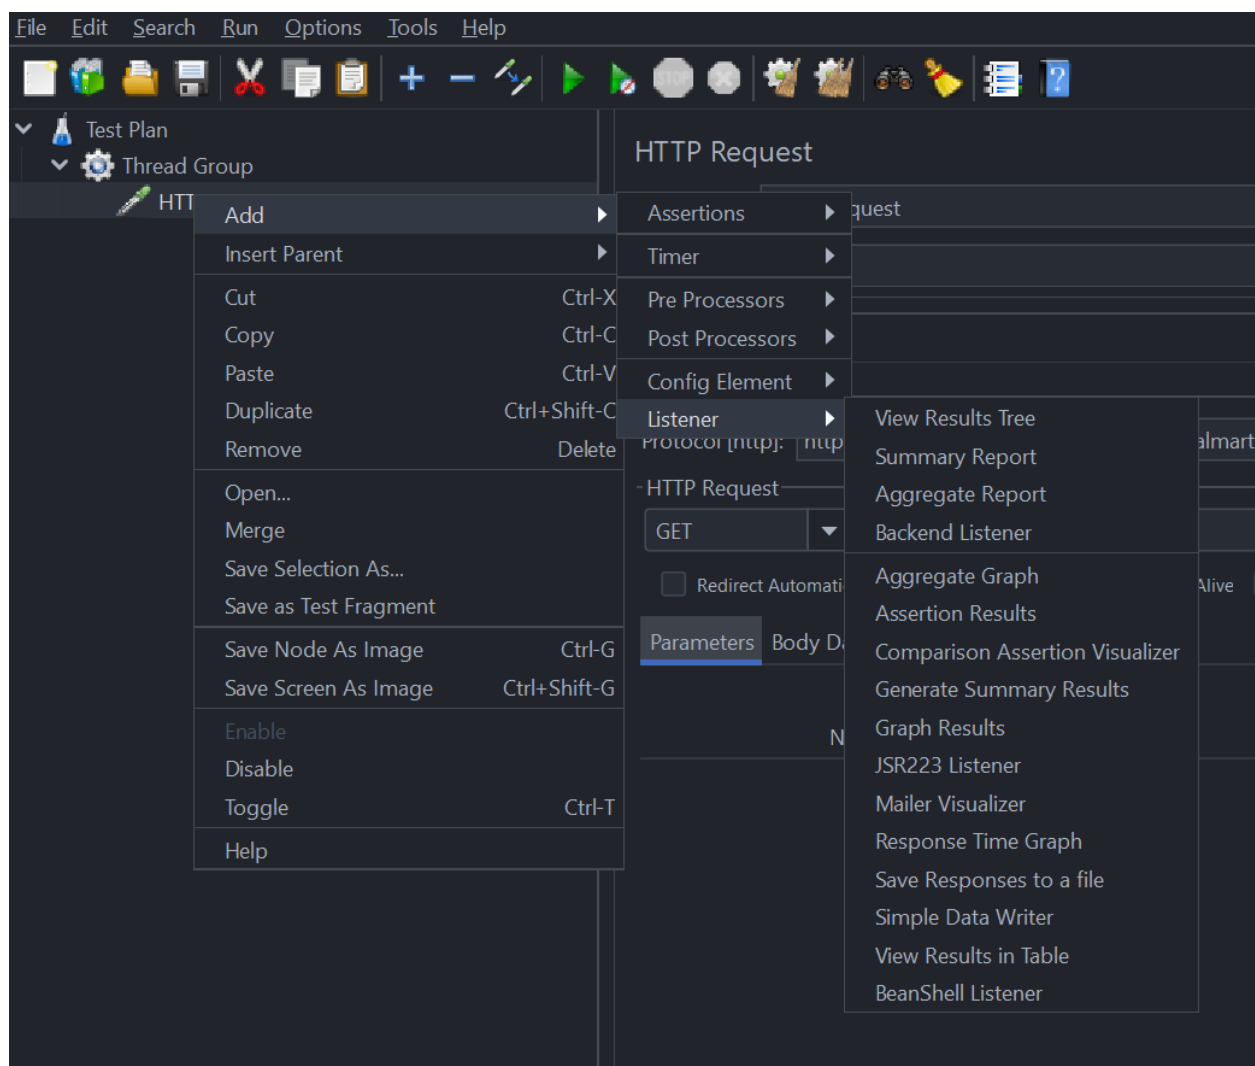 File Edit Search Run Options Tools Help
STOP
Test Plan
Thread Group
HTTP Request
Add
Insert Parent
Cut Ctrl-X
Copy Ctrl-C
Paste Ctrl-V
Duplicate Ctrl+Shift-C
Remove Delete
Open...
Merge
Save Selection As...
Save as Test Fragment
Save Node As Image Ctrl-G
Save Screen As Image Ctrl+Shift-G
Enable
Disable
Toggle Ctrl-T
Help
Assertions
Timer
Pre Processors
Post Processors
Config Element
Listener
Protocol [http]: http
HTTP Request
GET
Redirect
Parameters Body
View Results Tree
Summary Report
Aggregate Report
Backend Listener
Aggregate Graph
Assertion Results
Comparison Assertion Visualizer
Generate Summary Results
Graph Results
JSR223 Listener
Mailer Visualizer
Response Time Graph
Save Responses to a file
Simple Data Writer
View Results in Table
BeanShell Listener
Alive